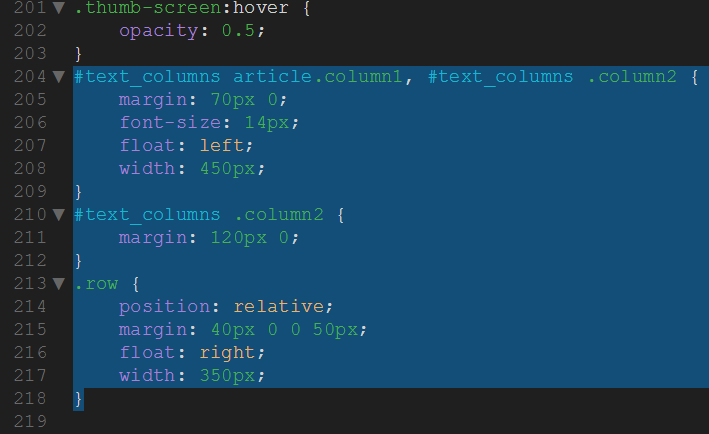 201 ▼ .thumb-screen:hover {
202 opacity: 0.5;
203 }
204 ▼ #text_columns article.column1, #text_columns .column2 {
205 margin: 70px 0;
206 font-size: 14px;
207 float: left;
208 width: 450px;
209 }
210 ▼ #text_columns .column2 {
211 margin: 120px 0;
212 }
213 ▼ .row {
214 position: relative;
215 margin: 40px 0 0 50px;
216 float: right;
217 width: 350px;
218 }
219